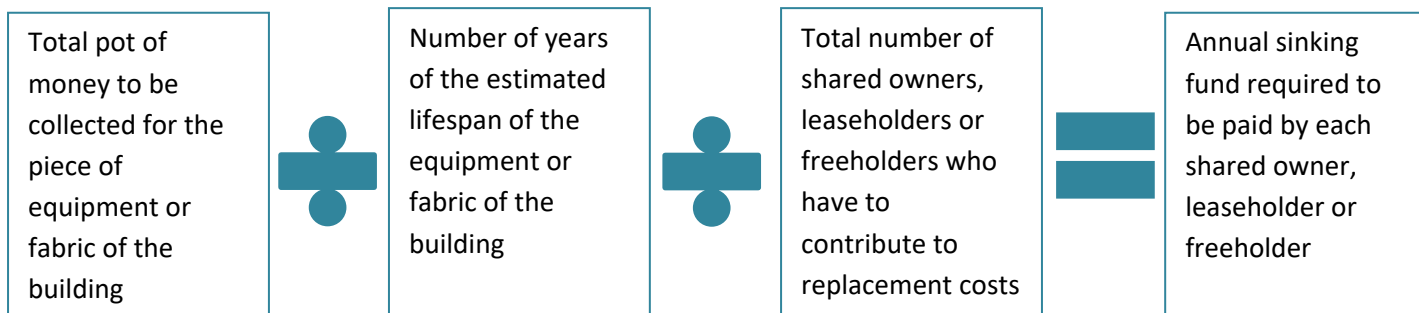 Total pot of
money to be
collected for the
piece of
equipment or
fabric of the
building
Number of years
of the estimated
lifespan of the
equipment or
fabric of the
building
Total number of
shared owners,
leaseholders or
freeholders who
have to
contribute to
replacement costs
Annual sinking
fund required to
be paid by each
shared owner,
leaseholder or
freeholder